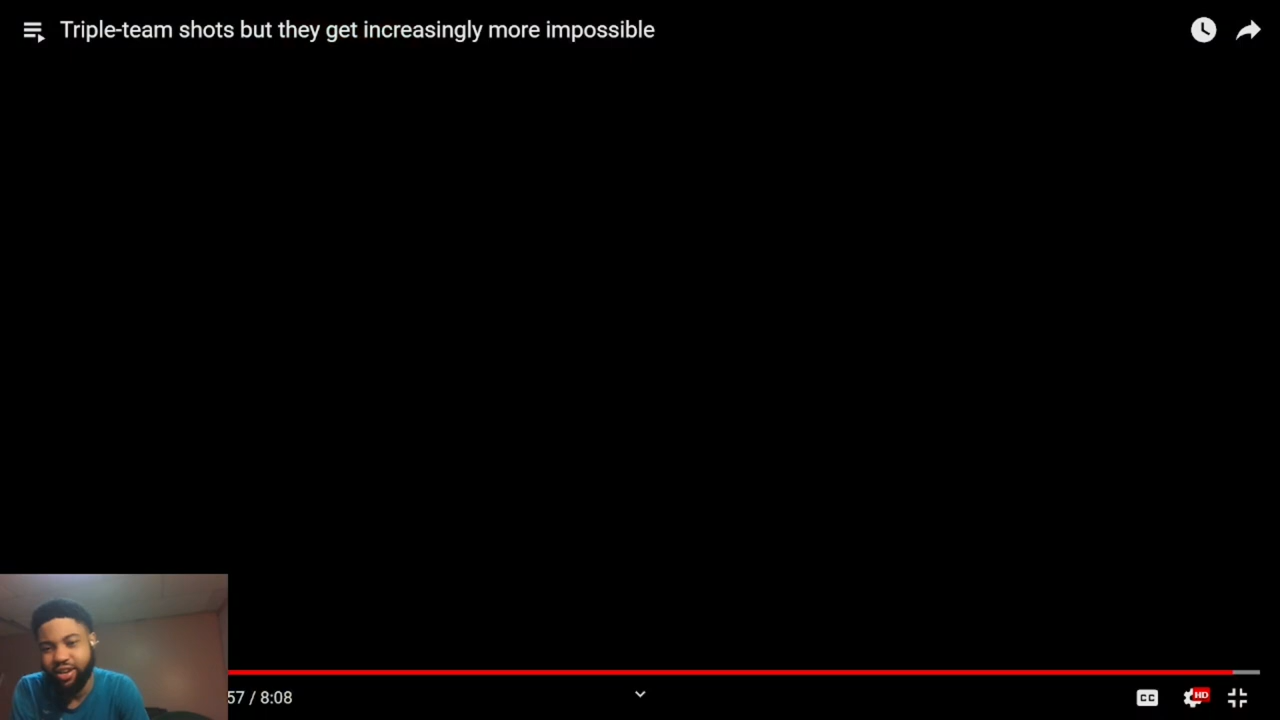 Triple-team shots but they get increasingly more impossible
57 / 8:08
CC
HD